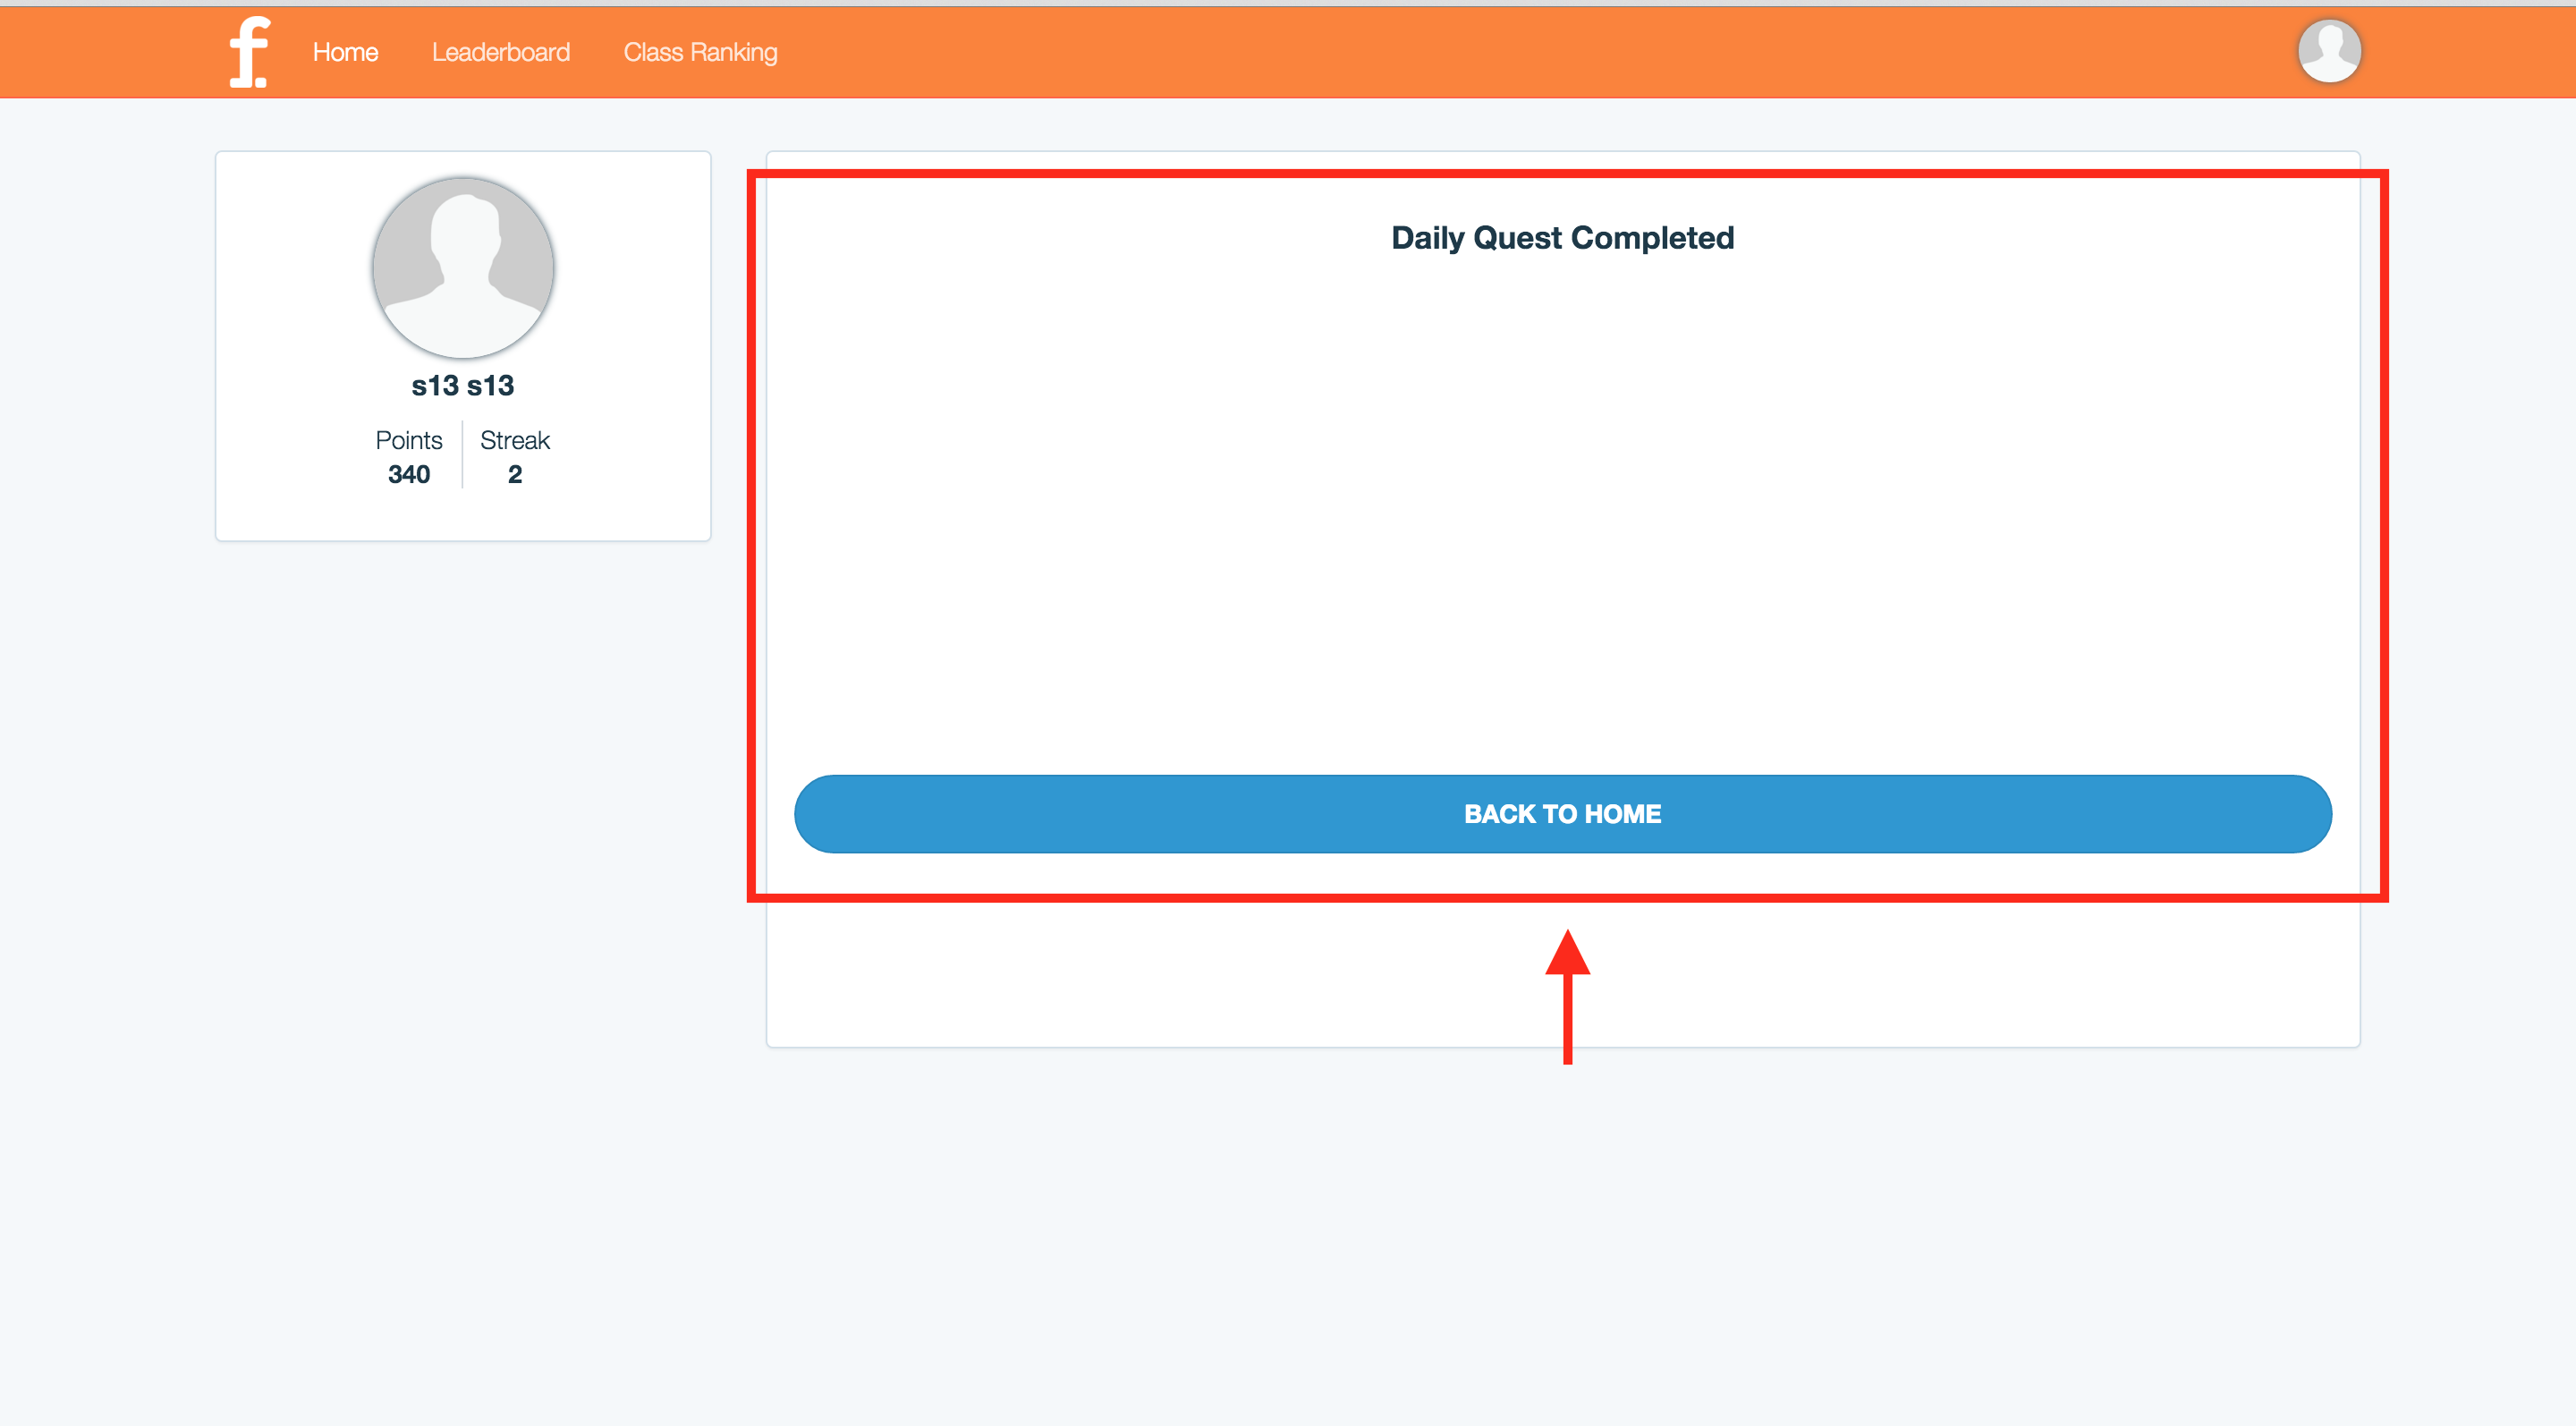 f.
Home Leaderboard Class Ranking
s13 s13
Points Streak
340 2
Daily Quest Completed
BACK TO HOME